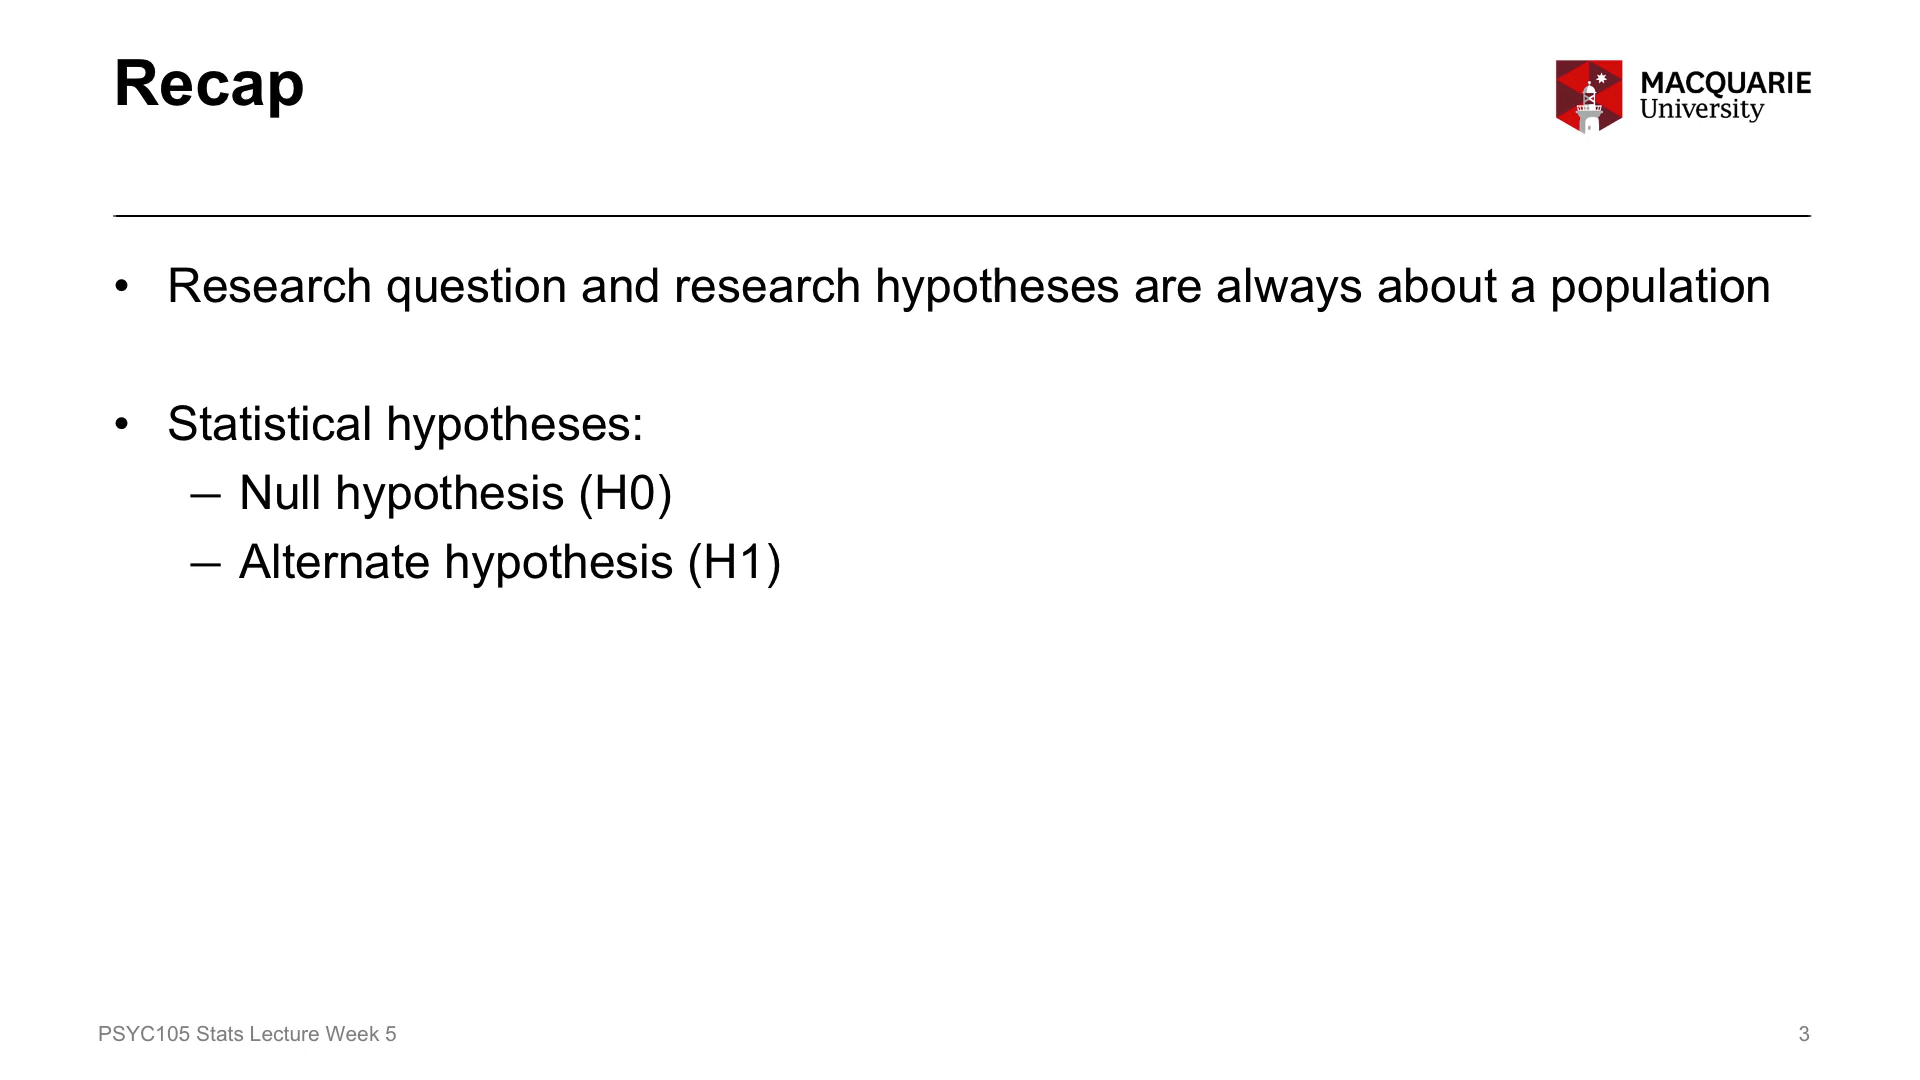 Recap
MACQUARIE
University
• Research question and research hypotheses are always about a population
• Statistical hypotheses:
— Null hypothesis (H0)
— Alternate hypothesis (H1)
PSYC105 Stats Lecture Week 5
3